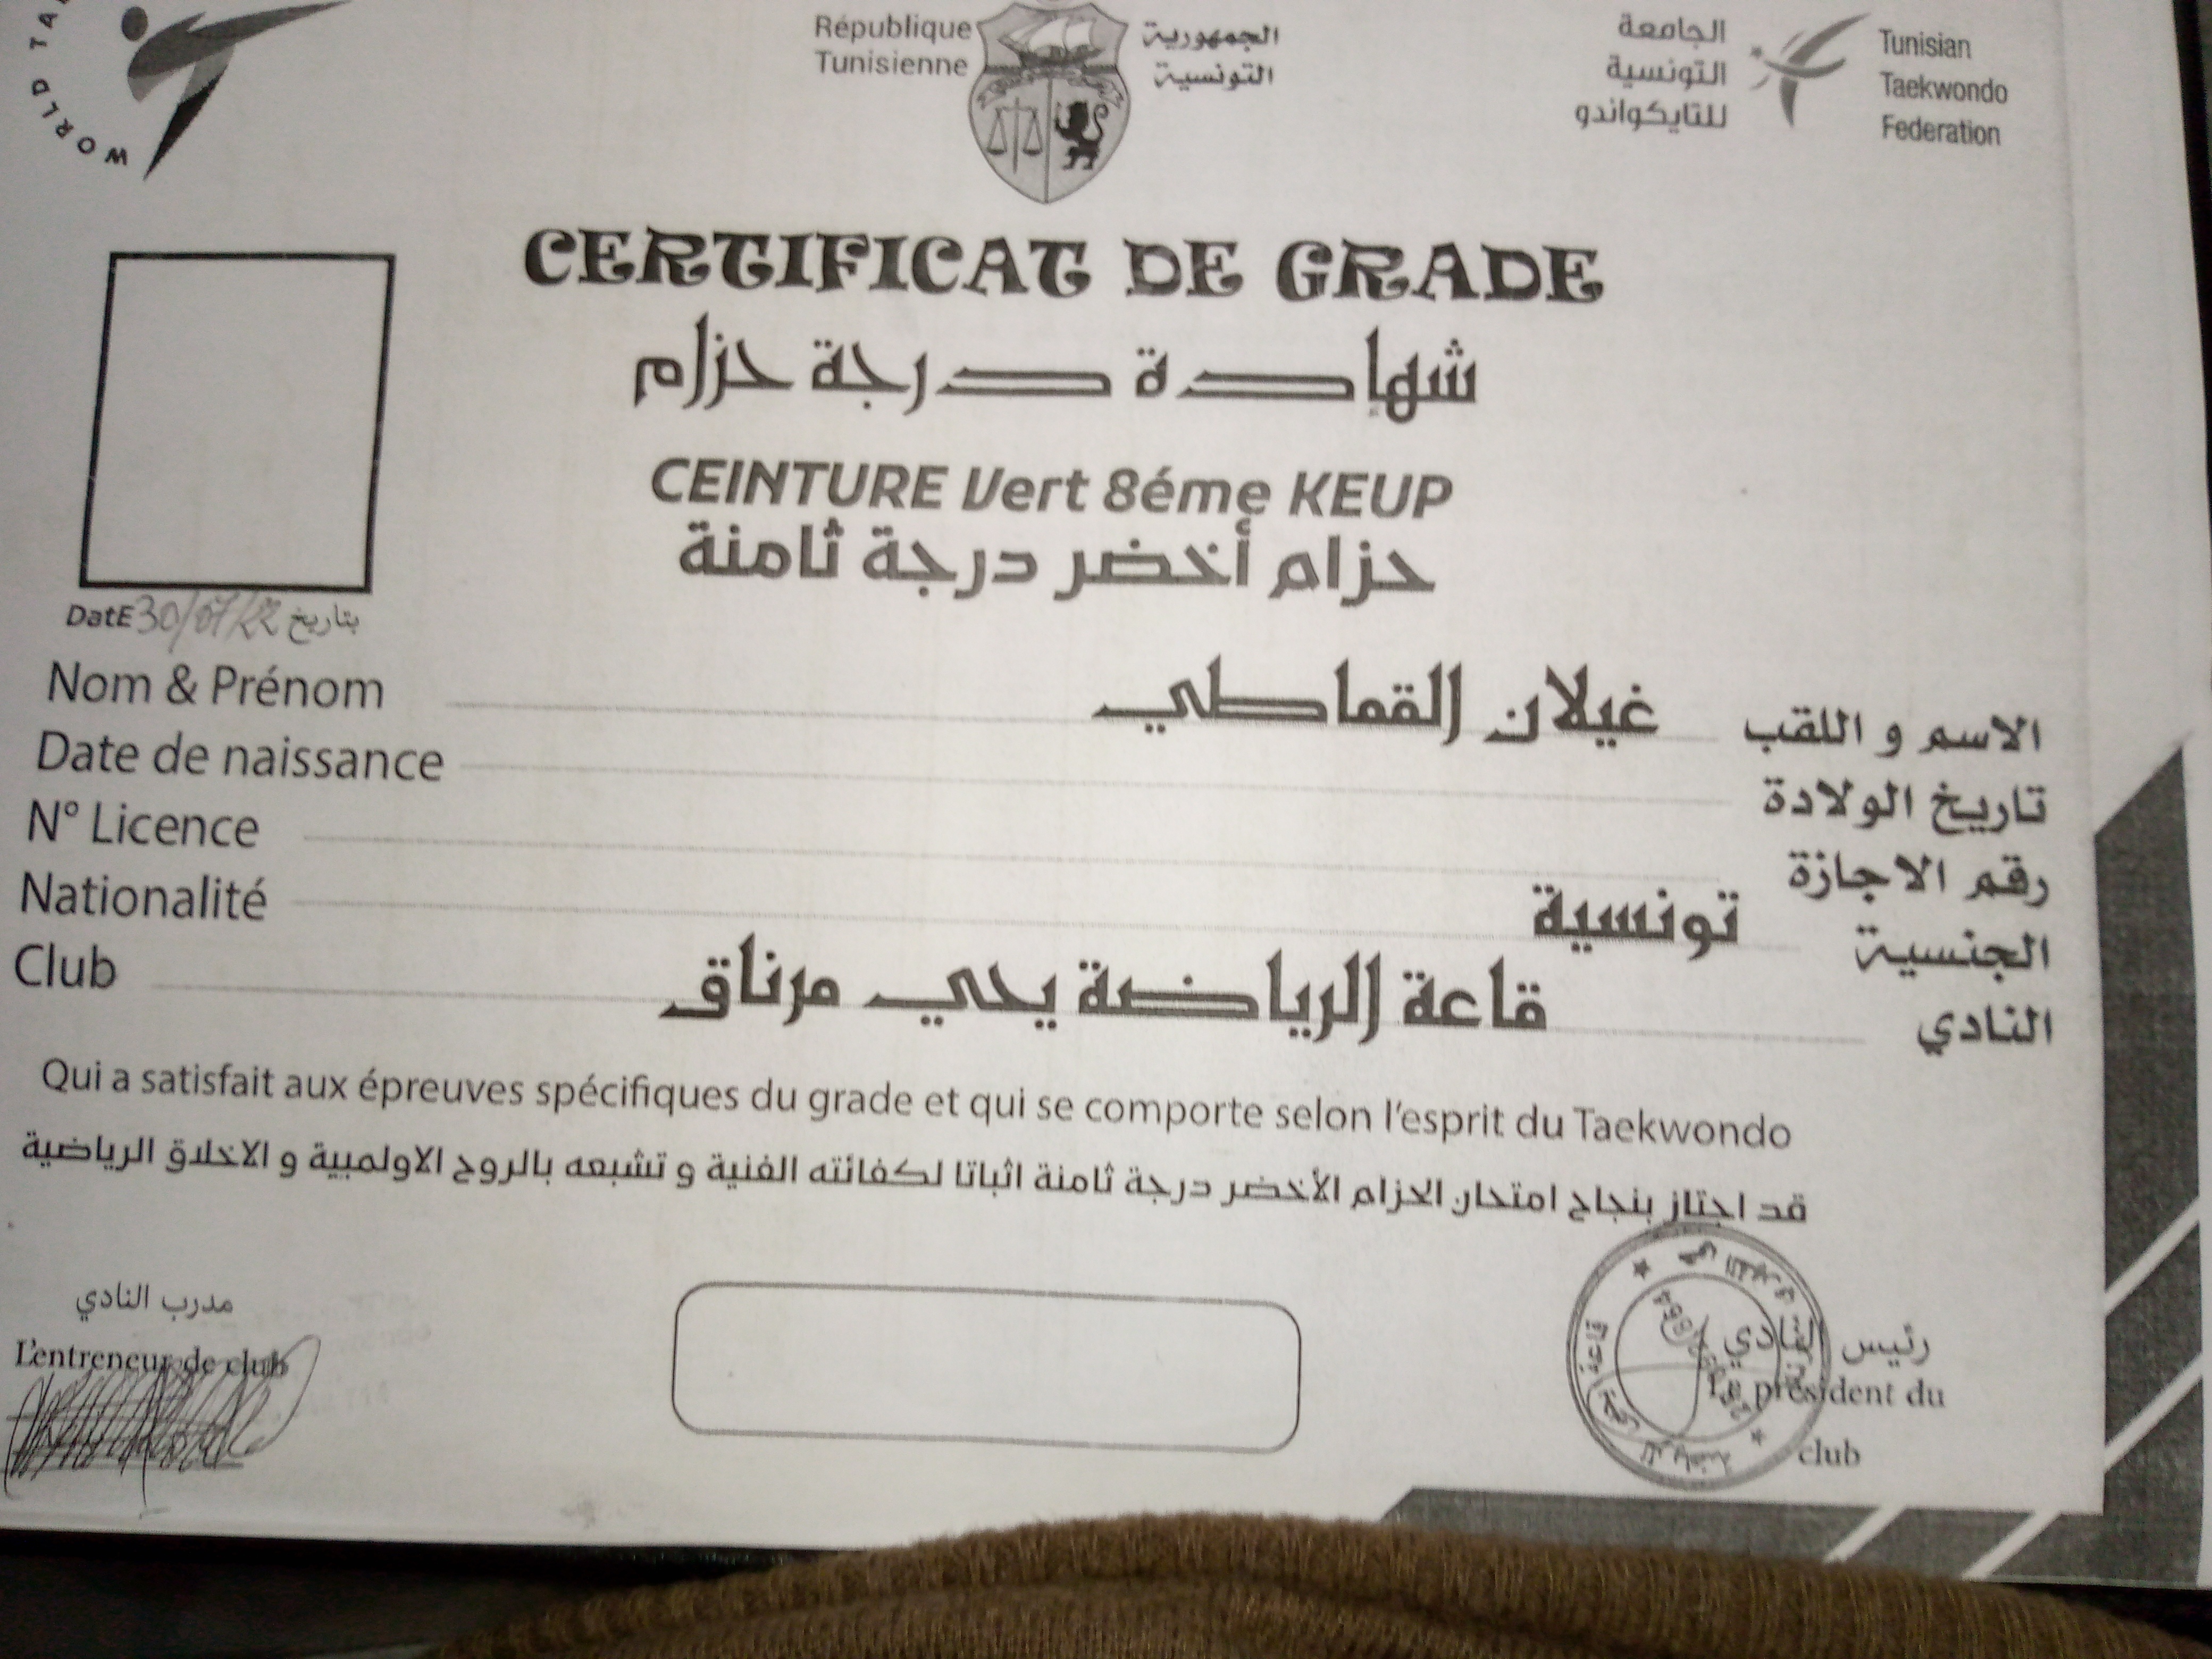 WORLD TA
République
Tunisienne
الجمهورية
التونسية
الجامعة
التونسية
للتايكواندو
Tunisian
Taekwondo
Federation
CERTIFICAT DE GRADE
شهادة درجة حزام
CEINTURE Vert 8éme KEUP
حزام أخضر درجة ثامنة
DatE 30/07/22 بتاريخ
Nom & Prénom غيلان القماطي الاسم و اللقب
Date de naissance تاريخ الولادة
N° Licence رقم الاجازة
Nationalité تونسية الجنسية
Club قاعة الرياضة يحي مرناق النادي
Qui a satisfait aux épreuves spécifiques du grade et qui se comporte selon l'esprit du Taekwondo
قد اجتاز بنجاح امتحان الحزام الأخضر درجة ثامنة اثباتا لكفائته الفنية و تشبعه بالروح الاولمبية و الاخلاق الرياضية
مدرب النادي
L'entreneur de club
رئيس النادي
Le président du
club
قاعة